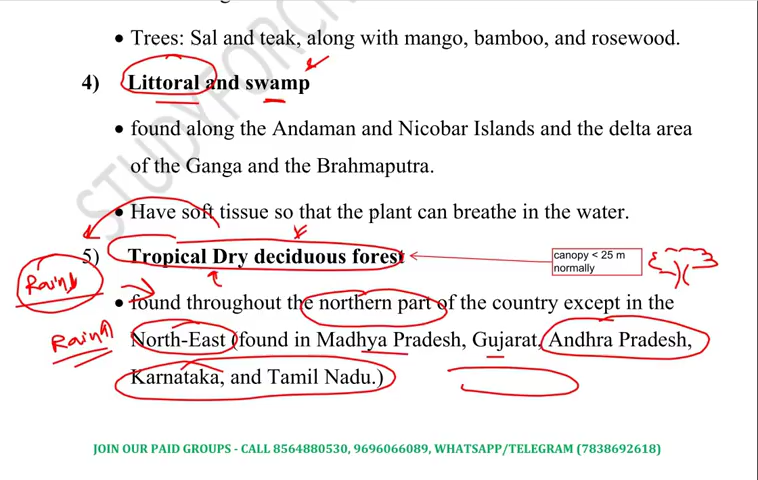 • Trees: Sal and teak, along with mango, bamboo, and rosewood.
4) Littoral and swamp
• found along the Andaman and Nicobar Islands and the delta area
of the Ganga and the Brahmaputra.
• Have soft tissue so that the plant can breathe in the water.
5) Tropical Dry deciduous forest
canopy < 25 m
normally
Rain↓
• found throughout the northern part of the country except in the
Rain↑
North-East (found in Madhya Pradesh, Gujarat, Andhra Pradesh,
Karnataka, and Tamil Nadu.)
STUDYFORC
JOIN OUR PAID GROUPS - CALL 8564880530, 9696066089, WHATSAPP/TELEGRAM (7838692618)